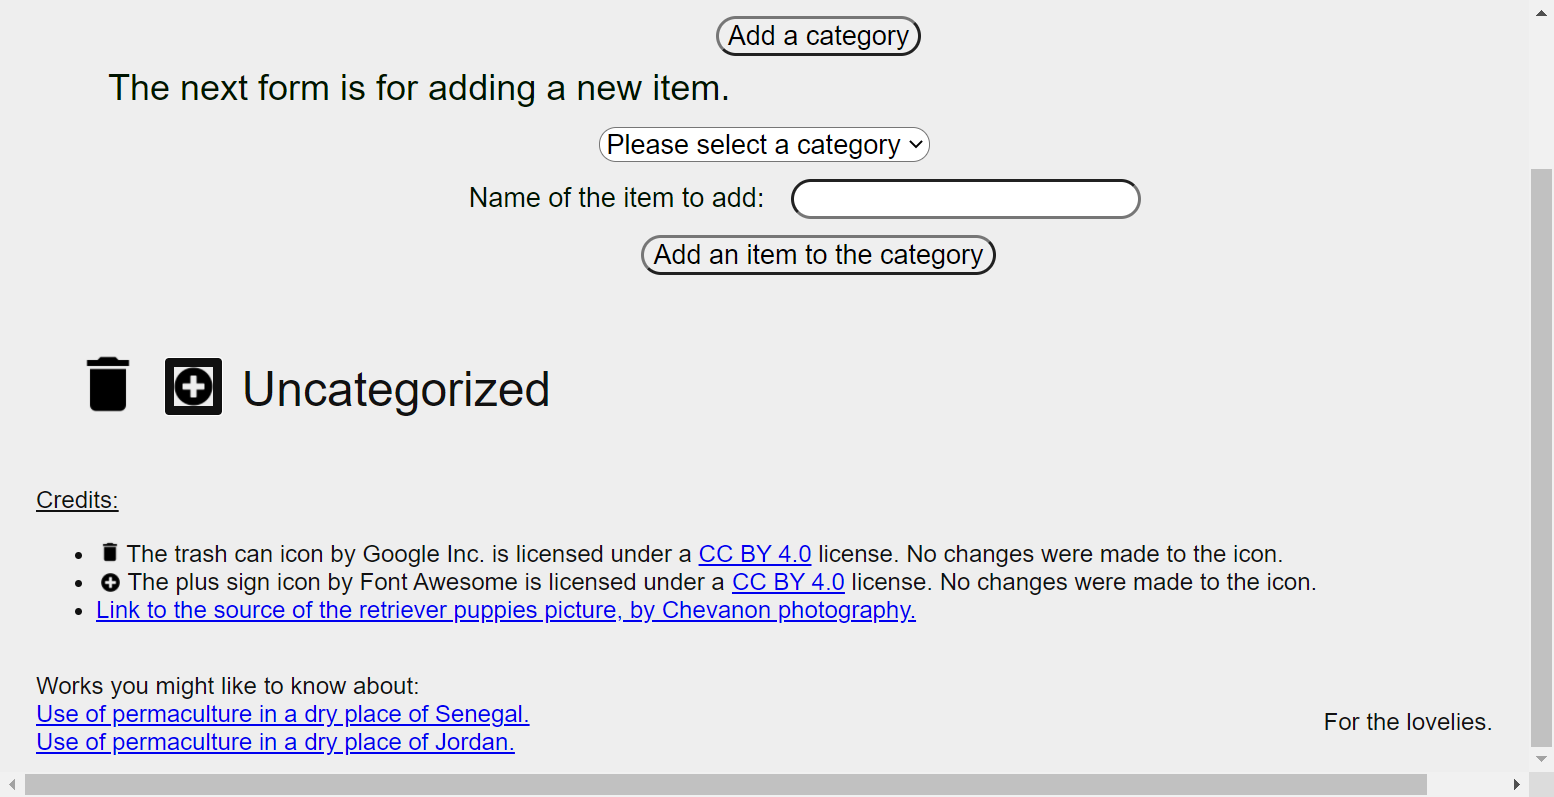 Add a category
The next form is for adding a new item.
Please select a category
Name of the item to add:
Add an item to the category
Uncategorized
Credits:
The trash can icon by Google Inc. is licensed under a CC BY 4.0 license. No changes were made to the icon.
The plus sign icon by Font Awesome is licensed under a CC BY 4.0 license. No changes were made to the icon.
Link to the source of the retriever puppies picture, by Chevanon photography.
Works you might like to know about:
Use of permaculture in a dry place of Senegal.
For the lovelies.
Use of permaculture in a dry place of Jordan.